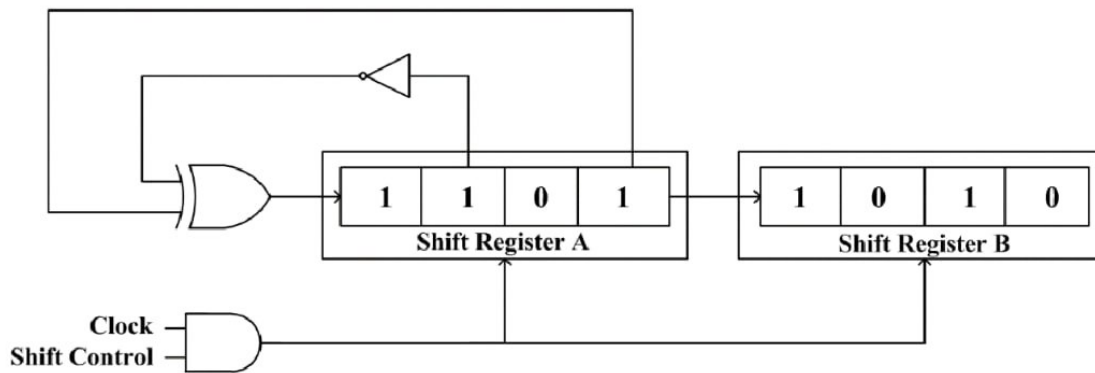 1 1 0 1 1 0 1 0
Shift Register A Shift Register B
Clock
Shift Control